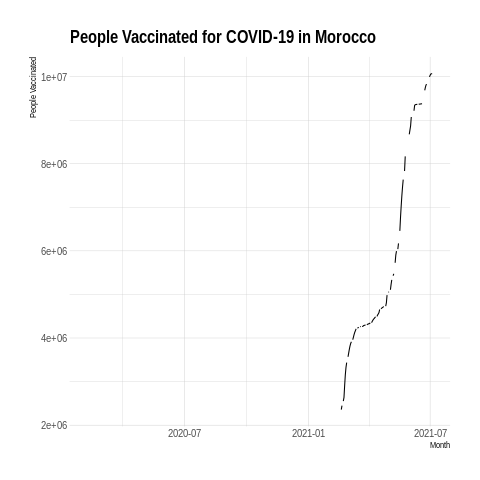 People Vaccinated for COVID-19 in Morocco
People Vaccinated
1e+07
8e+06
6e+06
4e+06
2e+06
2020-07 2021-01 2021-07
Month